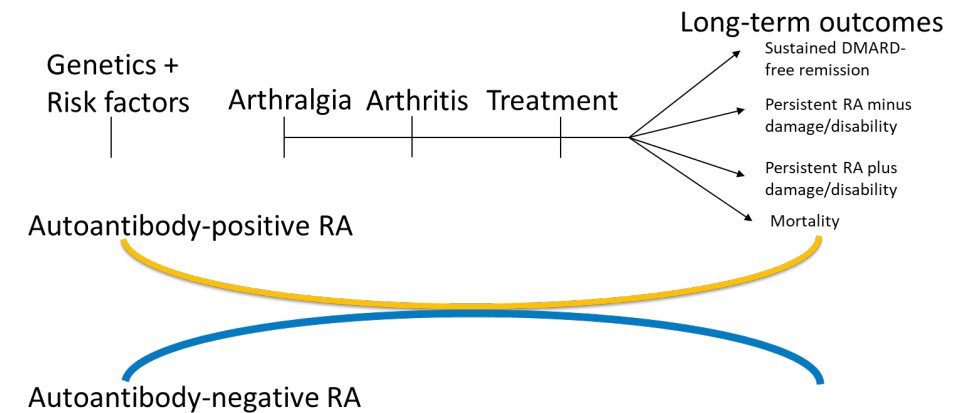 Long-term outcomes
Genetics +
Risk factors
Arthralgia
Arthritis
Treatment
Sustained DMARD-
free remission
Persistent RA minus
damage/disability
Persistent RA plus
damage/disability
Mortality
Autoantibody-positive RA
Autoantibody-negative RA